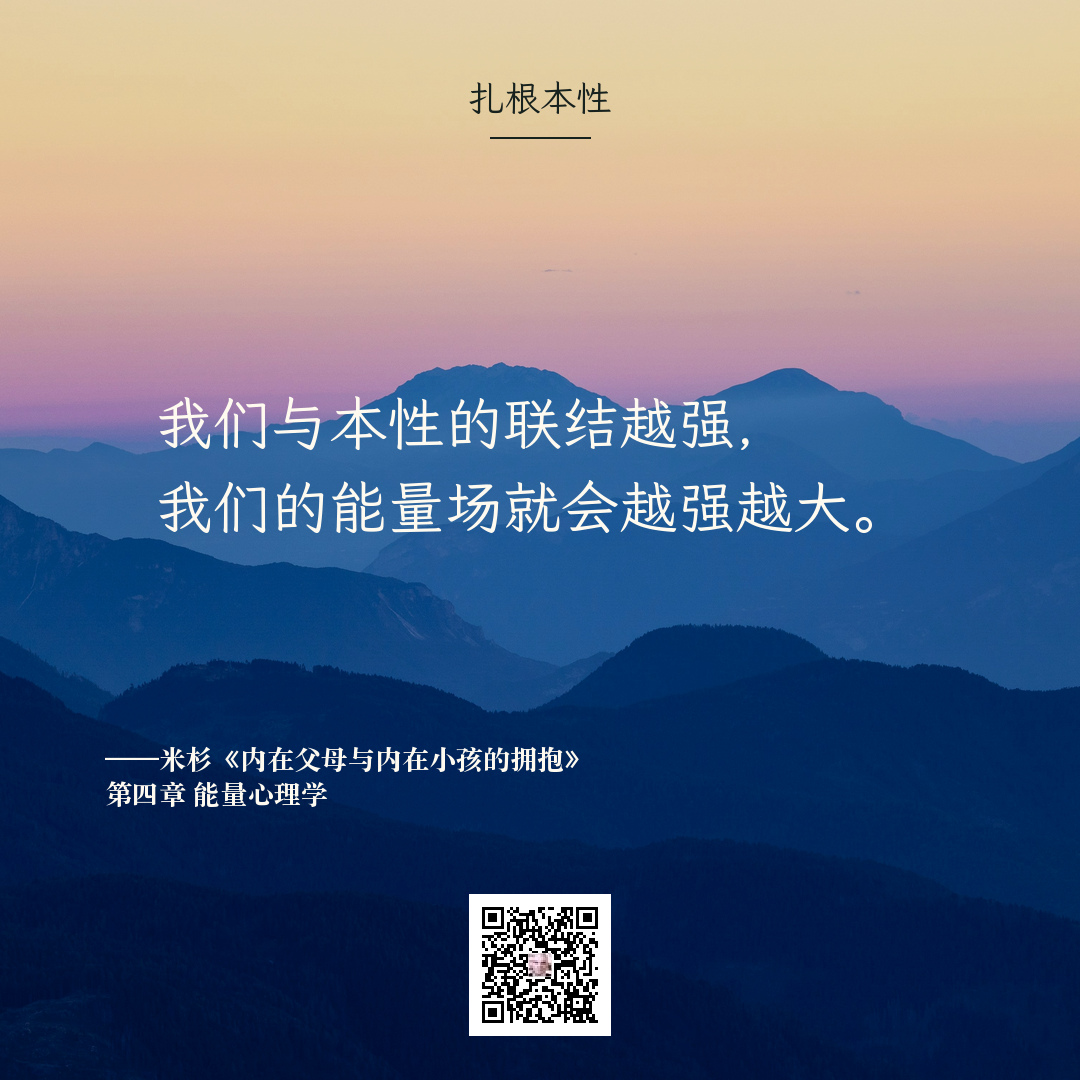 扎根本性
我们与本性的联结越强，
我们的能量场就会越强越大。
——米杉《内在父母与内在小孩的拥抱》
第四章 能量心理学